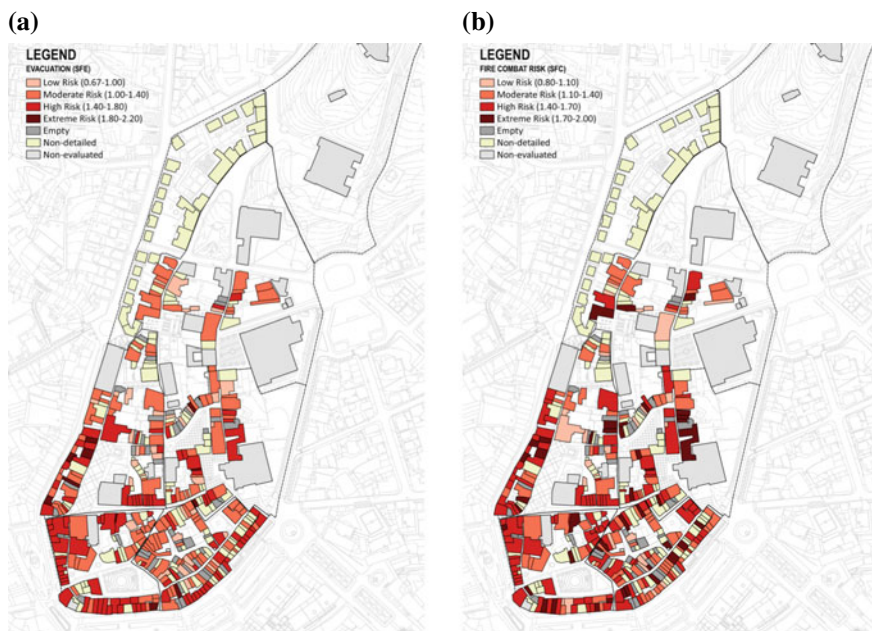 (a)
LEGEND
EVACUATION (SFE)
Low Risk (0.67-1.00)
Moderate Risk (1.00-1.40)
High Risk (1.40-1.80)
Extreme Risk (1.80-2.20)
Empty
Non-detailed
Non-evaluated
(b)
LEGEND
FIRE COMBAT RISK (SFC)
Low Risk (0.80-1.10)
Moderate Risk (1.10-1.40)
High Risk (1.40-1.70)
Extreme Risk (1.70-2.00)
Empty
Non-detailed
Non-evaluated